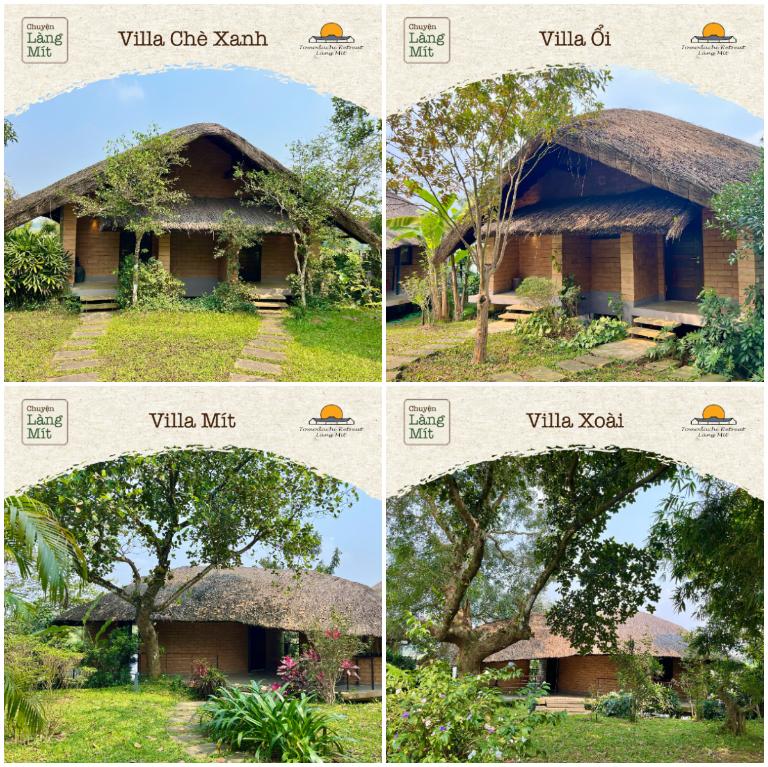 Chuyện
Làng
Mít
Villa Chè Xanh
Tomodachi Retreat
Làng Mít
Chuyện
Làng
Mít
Villa Ổi
Tomodachi Retreat
Làng Mít
Chuyện
Làng
Mít
Villa Mít
Tomodachi Retreat
Làng Mít
Chuyện
Làng
Mít
Villa Xoài
Tomodachi Retreat
Làng Mít